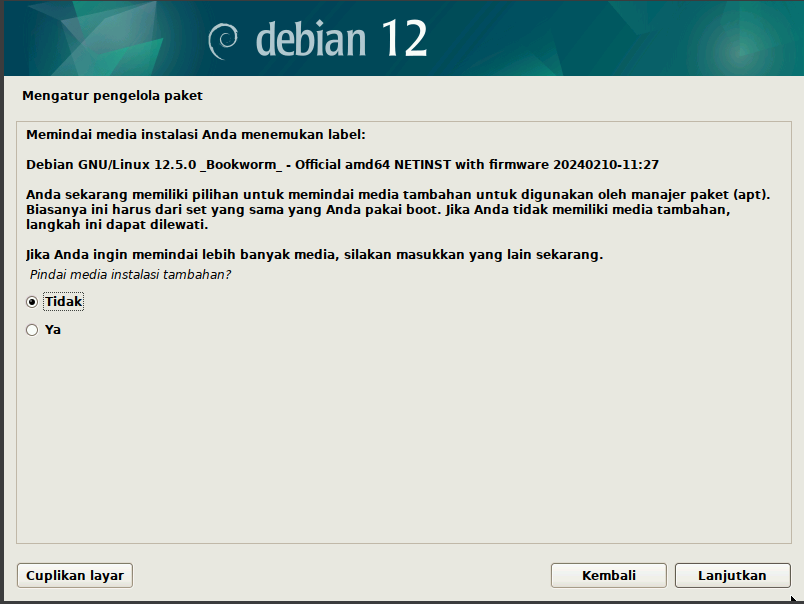 debian 12
Mengatur pengelola paket
Memindai media instalasi Anda menemukan label:
Debian GNU/Linux 12.5.0 _Bookworm_ - Official amd64 NETINST with firmware 20240210-11:27
Anda sekarang memiliki pilihan untuk memindai media tambahan untuk digunakan oleh manajer paket (apt).
Biasanya ini harus dari set yang sama yang Anda pakai boot. Jika Anda tidak memiliki media tambahan,
langkah ini dapat dilewati.
Jika Anda ingin memindai lebih banyak media, silakan masukkan yang lain sekarang.
Pindai media instalasi tambahan?
Tidak
Ya
Cuplikan layar
Kembali
Lanjutkan